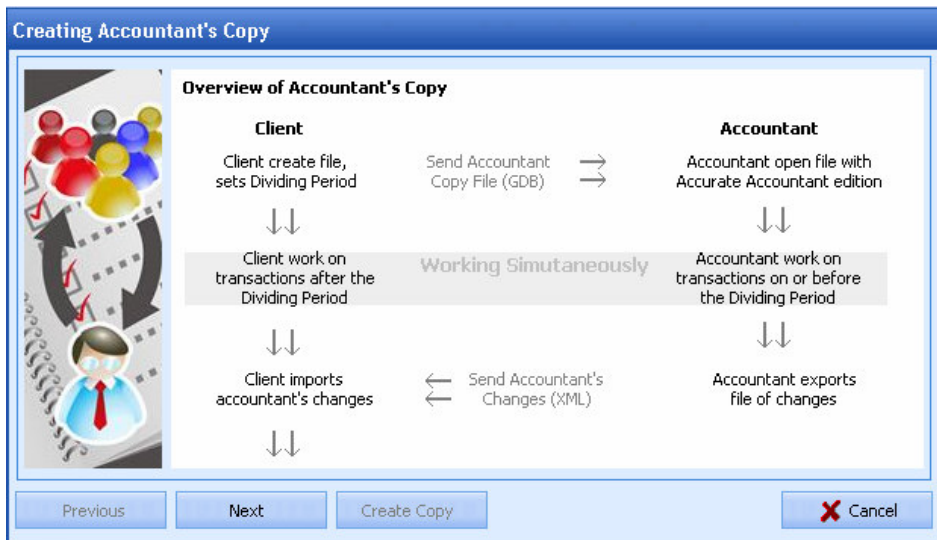 Creating Accountant's Copy
Overview of Accountant's Copy
Client
Accountant
Client create file,
sets Dividing Period
Send Accountant
Copy File (GDB)
Accountant open file with
Accurate Accountant edition
Client work on
transactions after the
Dividing Period
Working Simutaneously
Accountant work on
transactions on or before
the Dividing Period
Client imports
accountant's changes
Send Accountant's
Changes (XML)
Accountant exports
file of changes
Previous
Next
Create Copy
Cancel